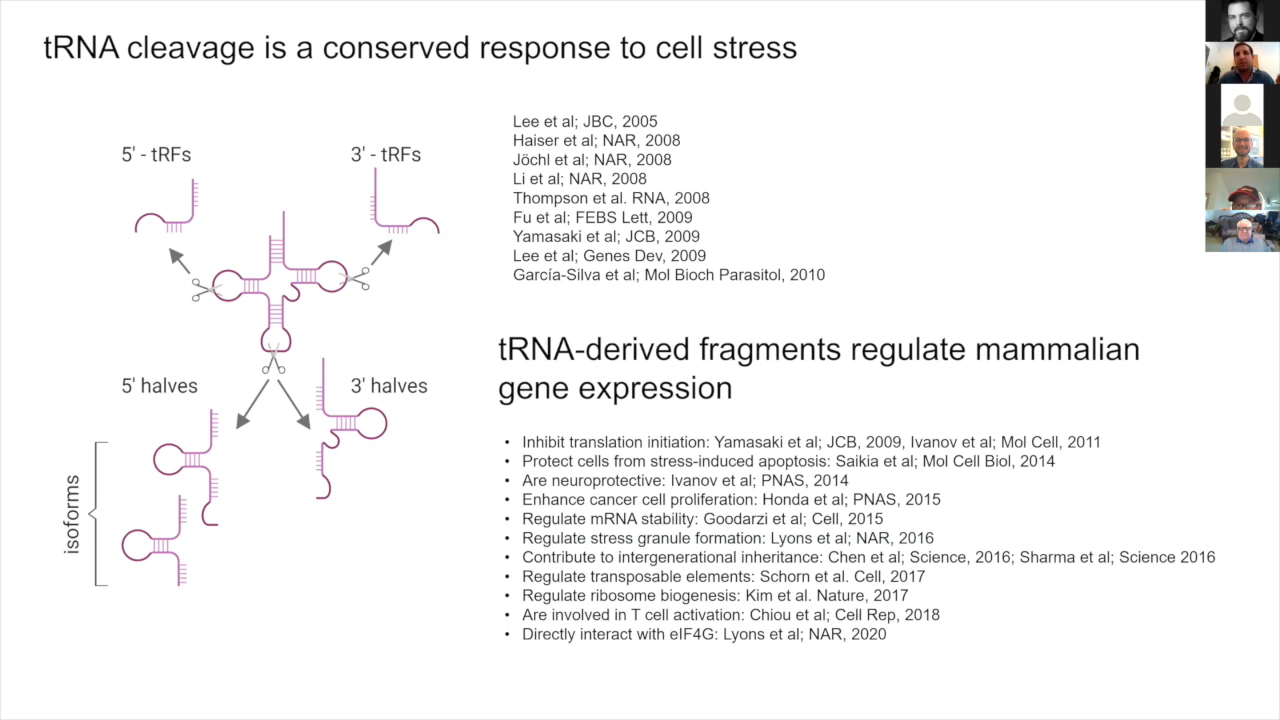 tRNA cleavage is a conserved response to cell stress
5' - tRFs
3' - tRFs
5' halves
3' halves
isoforms
Lee et al; JBC, 2005
Haiser et al; NAR, 2008
Jöchl et al; NAR, 2008
Li et al; NAR, 2008
Thompson et al. RNA, 2008
Fu et al; FEBS Lett, 2009
Yamasaki et al; JCB, 2009
Lee et al; Genes Dev, 2009
García-Silva et al; Mol Bioch Parasitol, 2010
tRNA-derived fragments regulate mammalian
gene expression
• Inhibit translation initiation: Yamasaki et al; JCB, 2009, Ivanov et al; Mol Cell, 2011
• Protect cells from stress-induced apoptosis: Saikia et al; Mol Cell Biol, 2014
• Are neuroprotective: Ivanov et al; PNAS, 2014
• Enhance cancer cell proliferation: Honda et al; PNAS, 2015
• Regulate mRNA stability: Goodarzi et al; Cell, 2015
• Regulate stress granule formation: Lyons et al; NAR, 2016
• Contribute to intergenerational inheritance: Chen et al; Science, 2016; Sharma et al; Science 2016
• Regulate transposable elements: Schorn et al. Cell, 2017
• Regulate ribosome biogenesis: Kim et al. Nature, 2017
• Are involved in T cell activation: Chiou et al; Cell Rep, 2018
• Directly interact with eIF4G: Lyons et al; NAR, 2020